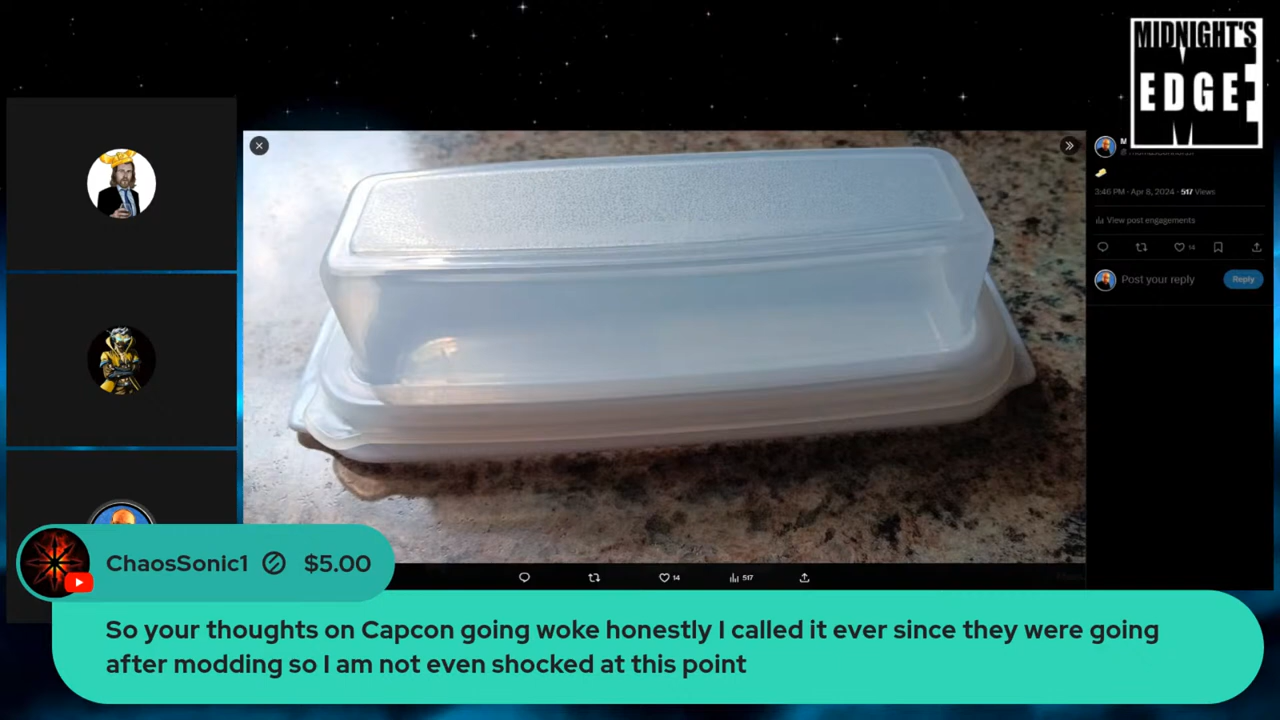 MIDNIGHT'S
EDGE
M
3:46 PM · Apr 8, 2024 · 517 Views
View post engagements
14
Post your reply
Reply
14
517
ChaosSonic1
$5.00
So your thoughts on Capcon going woke honestly I called it ever since they were going
after modding so I am not even shocked at this point